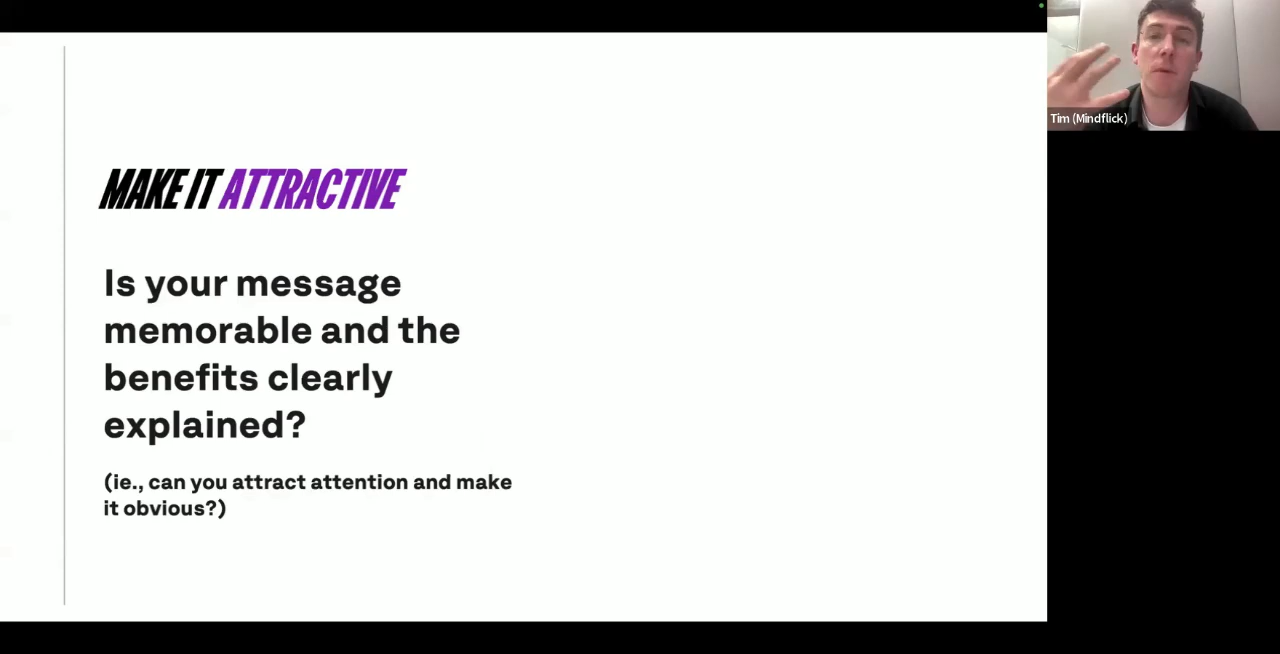 MAKE IT ATTRACTIVE
Is your message
memorable and the
benefits clearly
explained?
(ie., can you attract attention and make
it obvious?)
Tim (Mindflick)